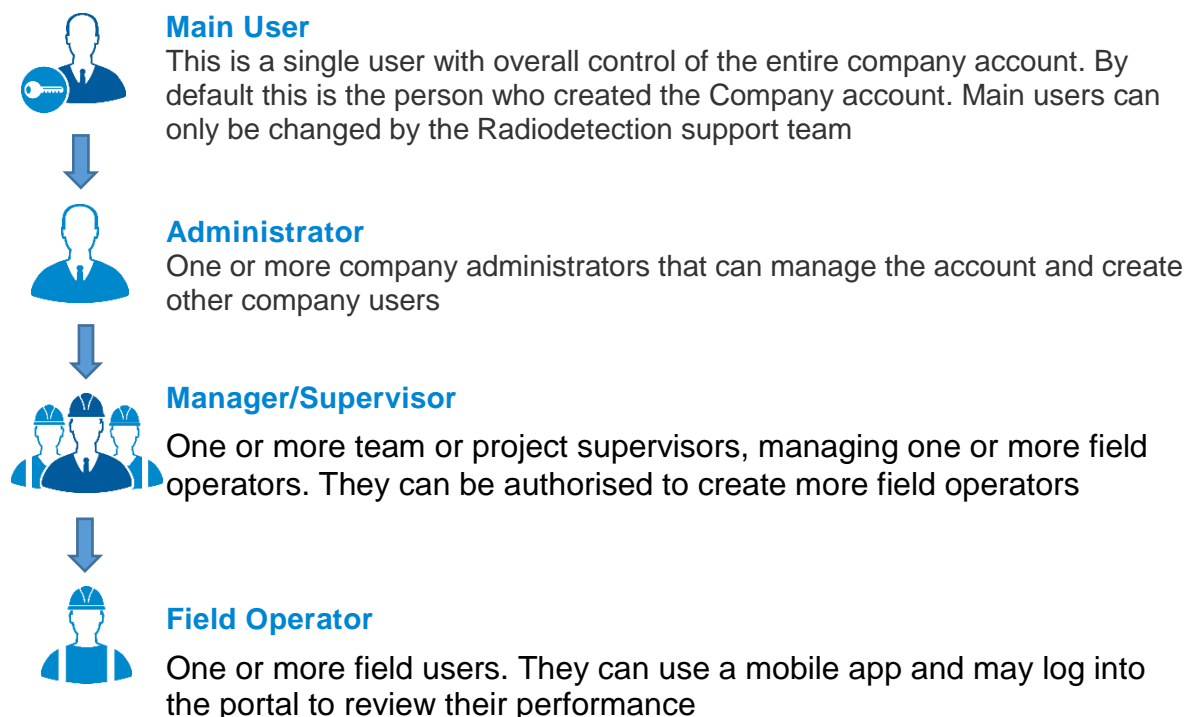 Main User
This is a single user with overall control of the entire company account. By
default this is the person who created the Company account. Main users can
only be changed by the Radiodetection support team
Administrator
One or more company administrators that can manage the account and create
other company users
Manager/Supervisor
One or more team or project supervisors, managing one or more field
operators. They can be authorised to create more field operators
Field Operator
One or more field users. They can use a mobile app and may log into
the portal to review their performance